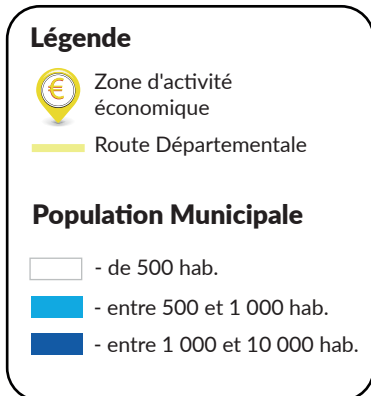 Légende
€
Zone d'activité
économique
Route Départementale
Population Municipale
- de 500 hab.
- entre 500 et 1 000 hab.
- entre 1 000 et 10 000 hab.